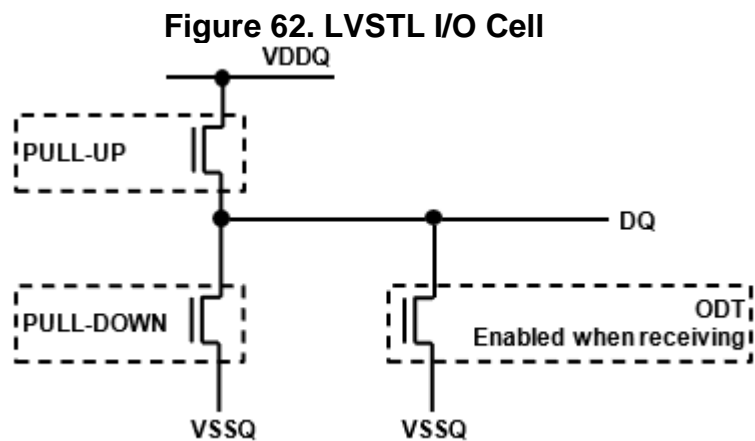 Figure 62. LVSTL I/O Cell
VDDQ
PULL-UP
DQ
PULL-DOWN
ODT
Enabled when receiving
VSSQ
VSSQ